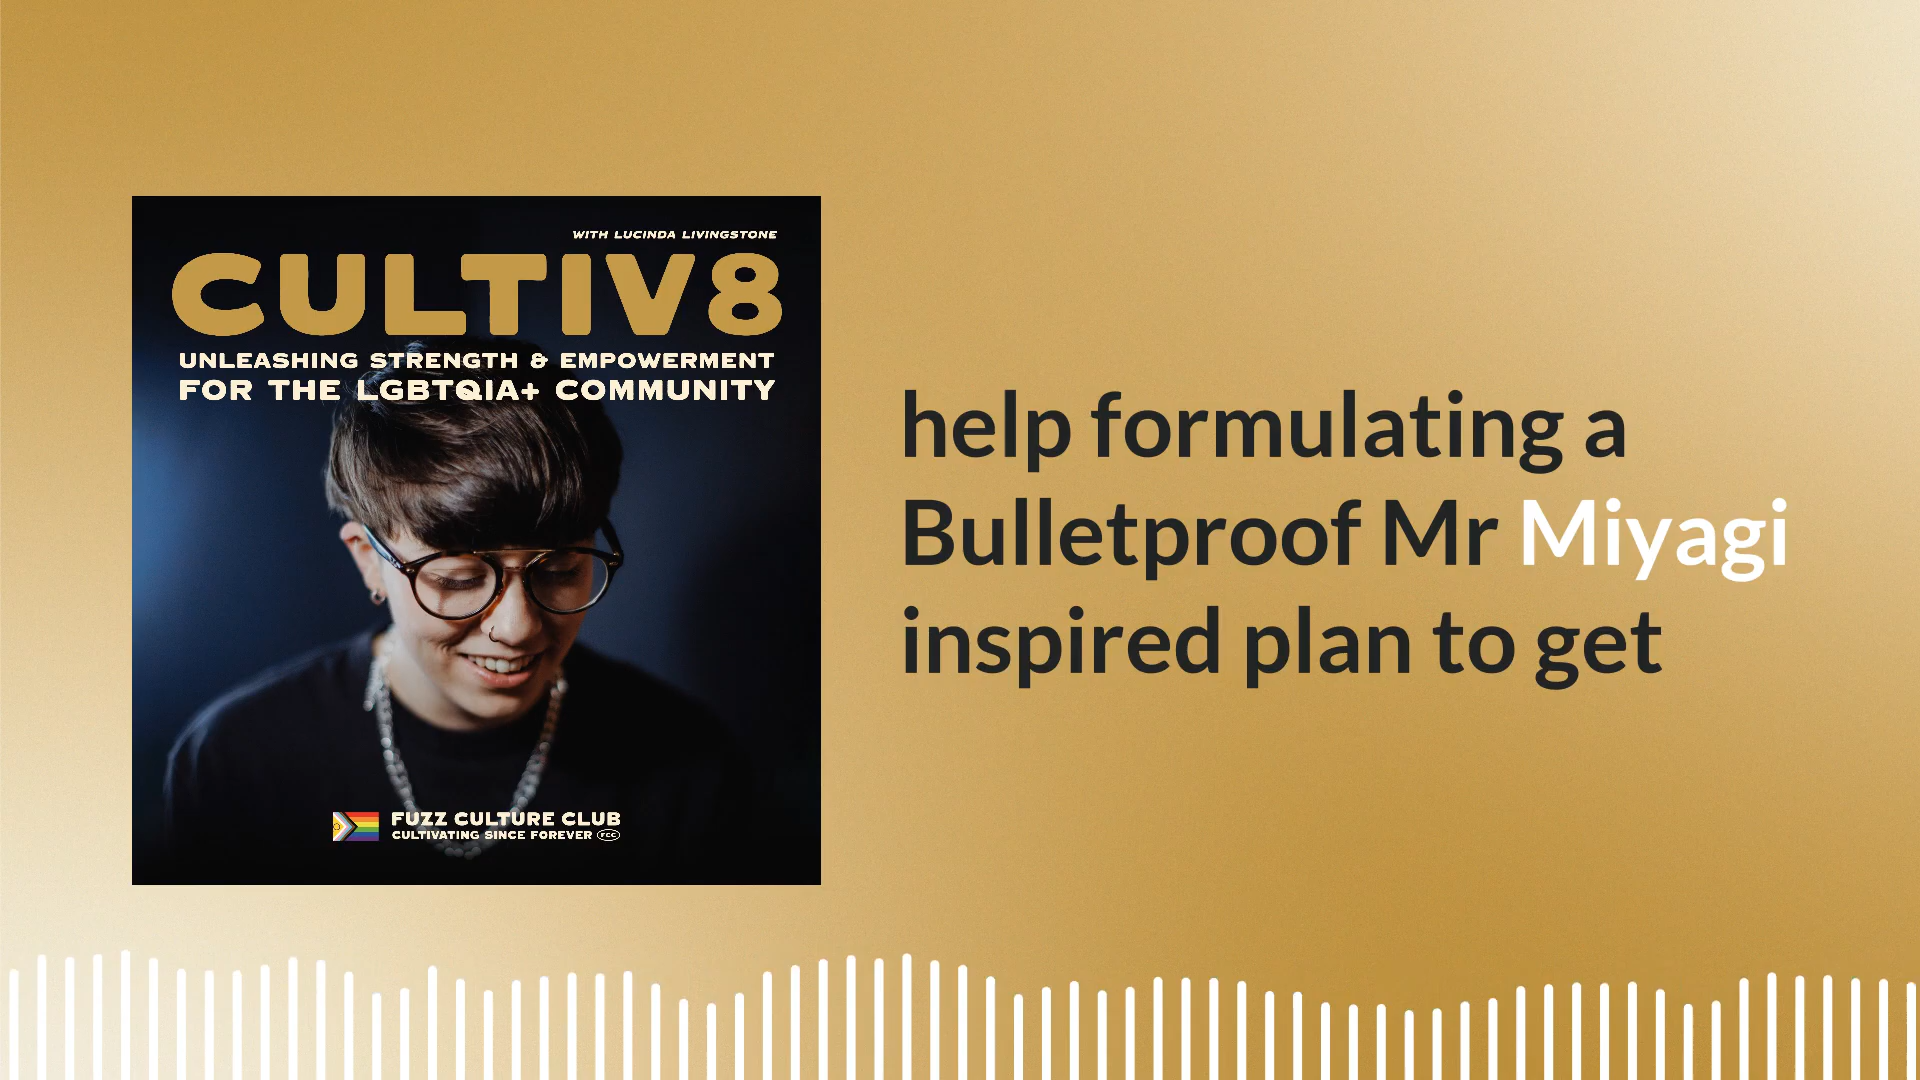 WITH LUCINDA LIVINGSTONE
CULTIV8
UNLEASHING STRENGTH & EMPOWERMENT
FOR THE LGBTQIA+ COMMUNITY
FUZZ CULTURE CLUB
CULTIVATING SINCE FOREVER FCC
help formulating a
Bulletproof Mr Miyagi
inspired plan to get